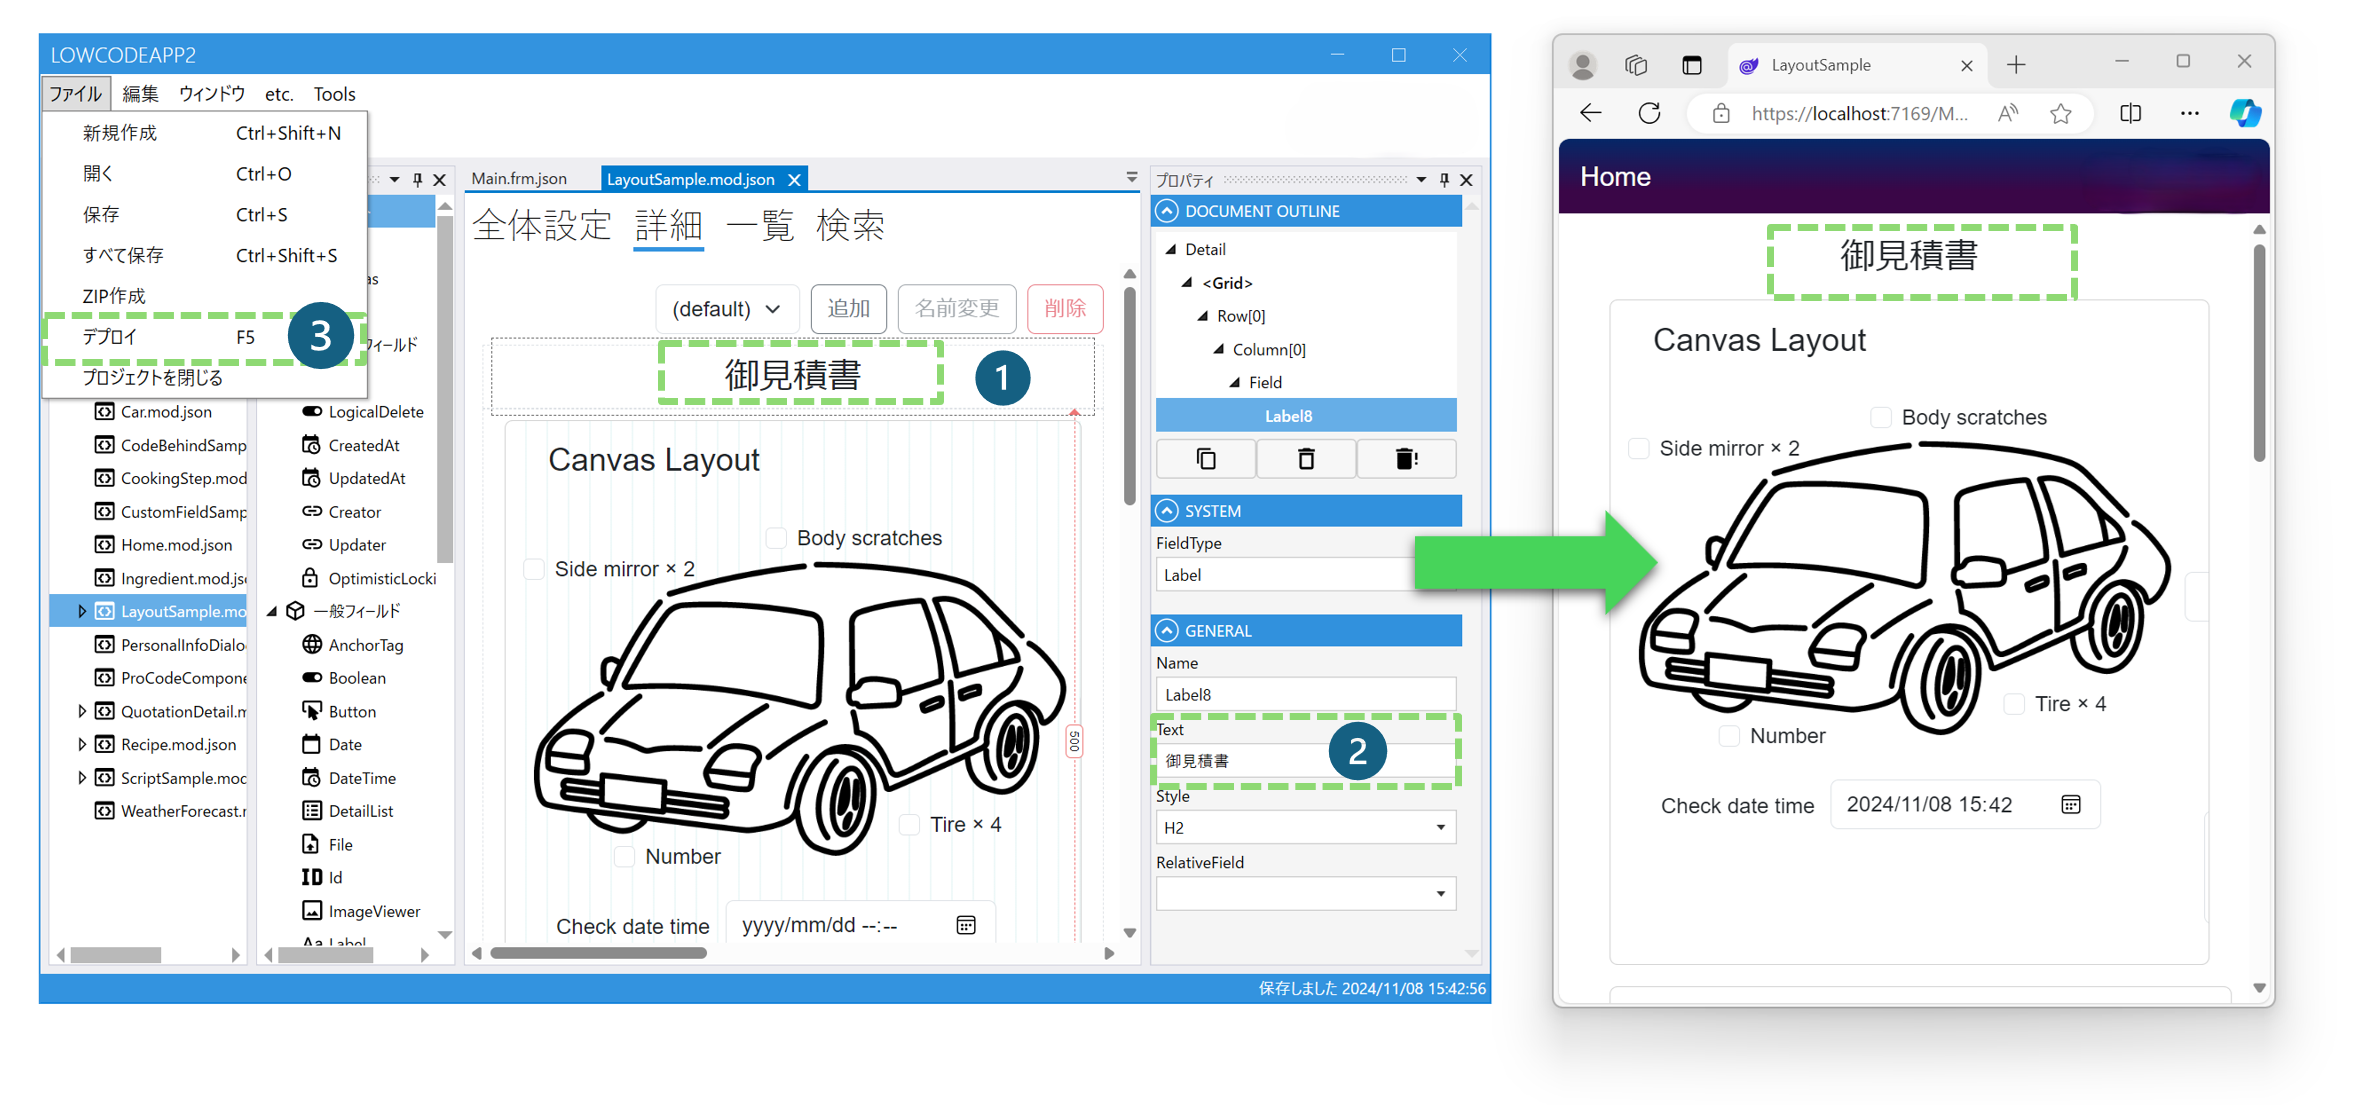 LOWCODEAPP2
ファイル 編集 ウィンドウ etc. Tools
新規作成 Ctrl+Shift+N
開く Ctrl+O
保存 Ctrl+S
すべて保存 Ctrl+Shift+S
ZIP作成
デプロイ F5
3
プロジェクトを閉じる
Car.mod.json
CodeBehindSamp
CookingStep.mod
CustomFieldSamp
Home.mod.json
Ingredient.mod.js
LayoutSample.mo
PersonalInfoDialo
ProCodeCompone
QuotationDetail.m
Recipe.mod.json
ScriptSample.mod
WeatherForecast.r
as
ィールド
LogicalDelete
CreatedAt
UpdatedAt
Creator
Updater
OptimisticLocki
一般フィールド
AnchorTag
Boolean
Button
Date
DateTime
DetailList
File
ID Id
ImageViewer
Aa Label
Main.frm.json LayoutSample.mod.json
全体設定 詳細 一覧 検索
(default) 追加 名前変更 削除
御見積書
1
Canvas Layout
Body scratches
Side mirror × 2
500
Tire × 4
Number
Check date time yyyy/mm/dd --:--
プロパティ
DOCUMENT OUTLINE
Detail
<Grid>
Row[0]
Column[0]
Field
Label8
SYSTEM
FieldType
Label
GENERAL
Name
Label8
Text
御見積書
2
Style
H2
RelativeField
保存しました 2024/11/08 15:42:56
LayoutSample
https://localhost:7169/M...
Home
御見積書
Canvas Layout
Body scratches
Side mirror × 2
Tire × 4
Number
Check date time 2024/11/08 15:42